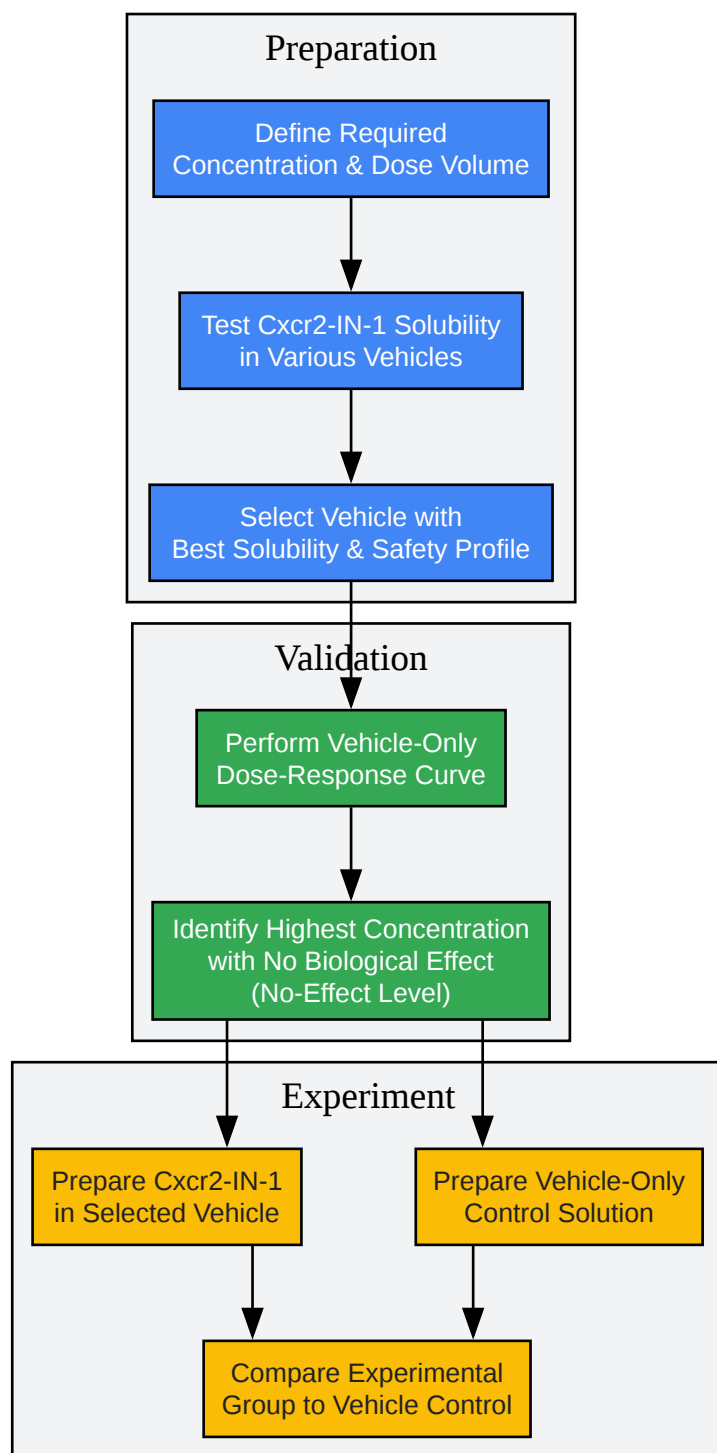 Preparation
Define Required
Concentration & Dose Volume
Test Cxcr2-IN-1 Solubility
in Various Vehicles
Select Vehicle with
Best Solubility & Safety Profile
Validation
Perform Vehicle-Only
Dose-Response Curve
Identify Highest Concentration
with No Biological Effect
(No-Effect Level)
Experiment
Prepare Cxcr2-IN-1
in Selected Vehicle
Prepare Vehicle-Only
Control Solution
Compare Experimental
Group to Vehicle Control